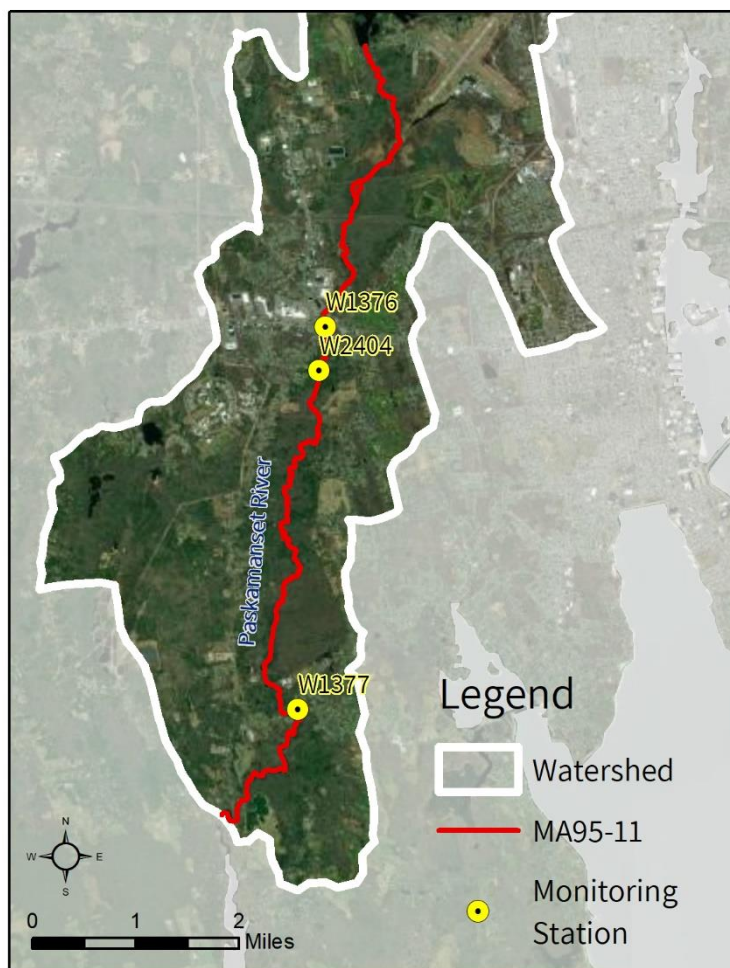 W1376
W2404
Paskamanset River
W1377
Legend
Watershed
MA95-11
Monitoring
Station
N
W E
S
0 1 2
Miles